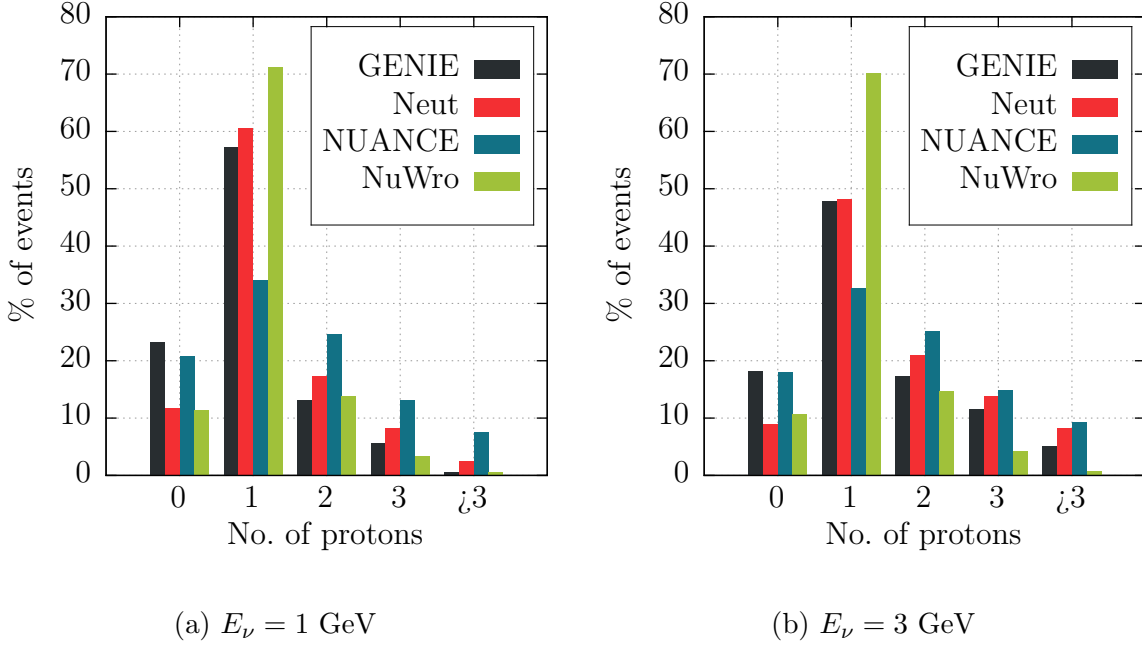 80
70
60
50
40
30
20
10
0
% of events
GENIE
Neut
NUANCE
NuWro
0 1 2 3 ¿3
No. of protons
(a) E_ν = 1 GeV
80
70
60
50
40
30
20
10
0
% of events
GENIE
Neut
NUANCE
NuWro
0 1 2 3 ¿3
No. of protons
(b) E_ν = 3 GeV